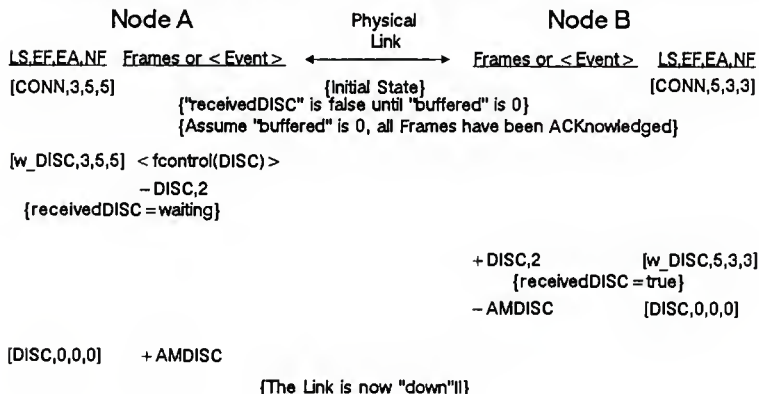 Node A Physical Link Node B
LS,EF,EA,NF Frames or < Event > Frames or < Event > LS,EF,EA,NF
[CONN,3,5,5] {Initial State} [CONN,5,3,3]
{"receivedDISC" is false until "buffered" is 0}
{Assume "buffered" is 0, all Frames have been ACKnowledged}
[w_DISC,3,5,5] < fcontrol(DISC) >
– DISC,2
{receivedDISC = waiting}
+ DISC,2 [w_DISC,5,3,3]
{receivedDISC = true}
– AMDISC [DISC,0,0,0]
[DISC,0,0,0] + AMDISC
{The Link is now "down"!!}